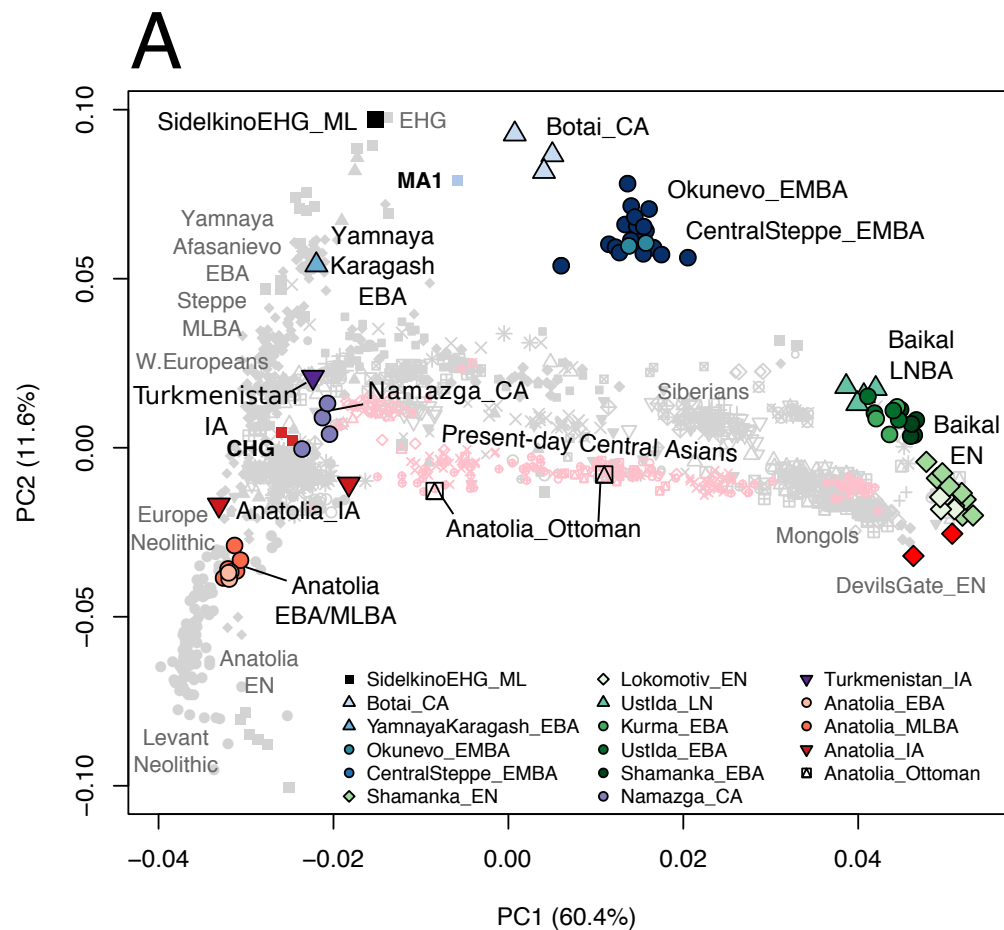 A
SidelkinoEHG_ML
EHG
Botai_CA
MA1
Okunevo_EMBA
CentralSteppe_EMBA
Yamnaya
Afasanievo
EBA
Yamnaya
Karagash
EBA
Steppe
MLBA
W.Europeans
Turkmenistan
IA
Namazga_CA
Siberians
Baikal
LNBA
CHG
Present-day Central Asians
Baikal
EN
Anatolia_IA
Anatolia_Ottoman
Europe
Neolithic
Mongols
DevilsGate_EN
Anatolia
EBA/MLBA
Anatolia
EN
Levant
Neolithic
SidelkinoEHG_ML
Botai_CA
YamnayaKaragash_EBA
Okunevo_EMBA
CentralSteppe_EMBA
Shamanka_EN
Lokomotiv_EN
UstIda_LN
Kurma_EBA
UstIda_EBA
Shamanka_EBA
Namazga_CA
Turkmenistan_IA
Anatolia_EBA
Anatolia_MLBA
Anatolia_IA
Anatolia_Ottoman
0.10
0.05
0.00
−0.05
−0.10
PC2 (11.6%)
−0.04
−0.02
0.00
0.02
0.04
PC1 (60.4%)